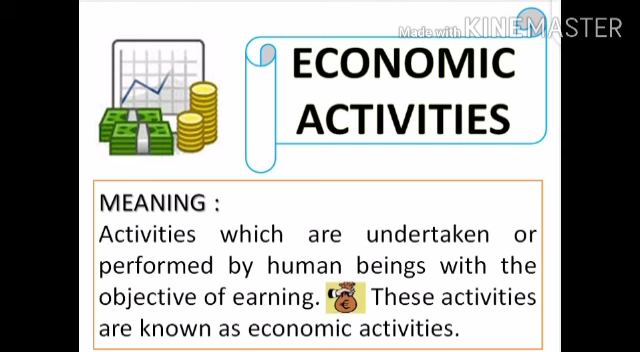 Made with KINEMASTER
ECONOMIC
ACTIVITIES
MEANING :
Activities which are undertaken or
performed by human beings with the
objective of earning. These activities
are known as economic activities.